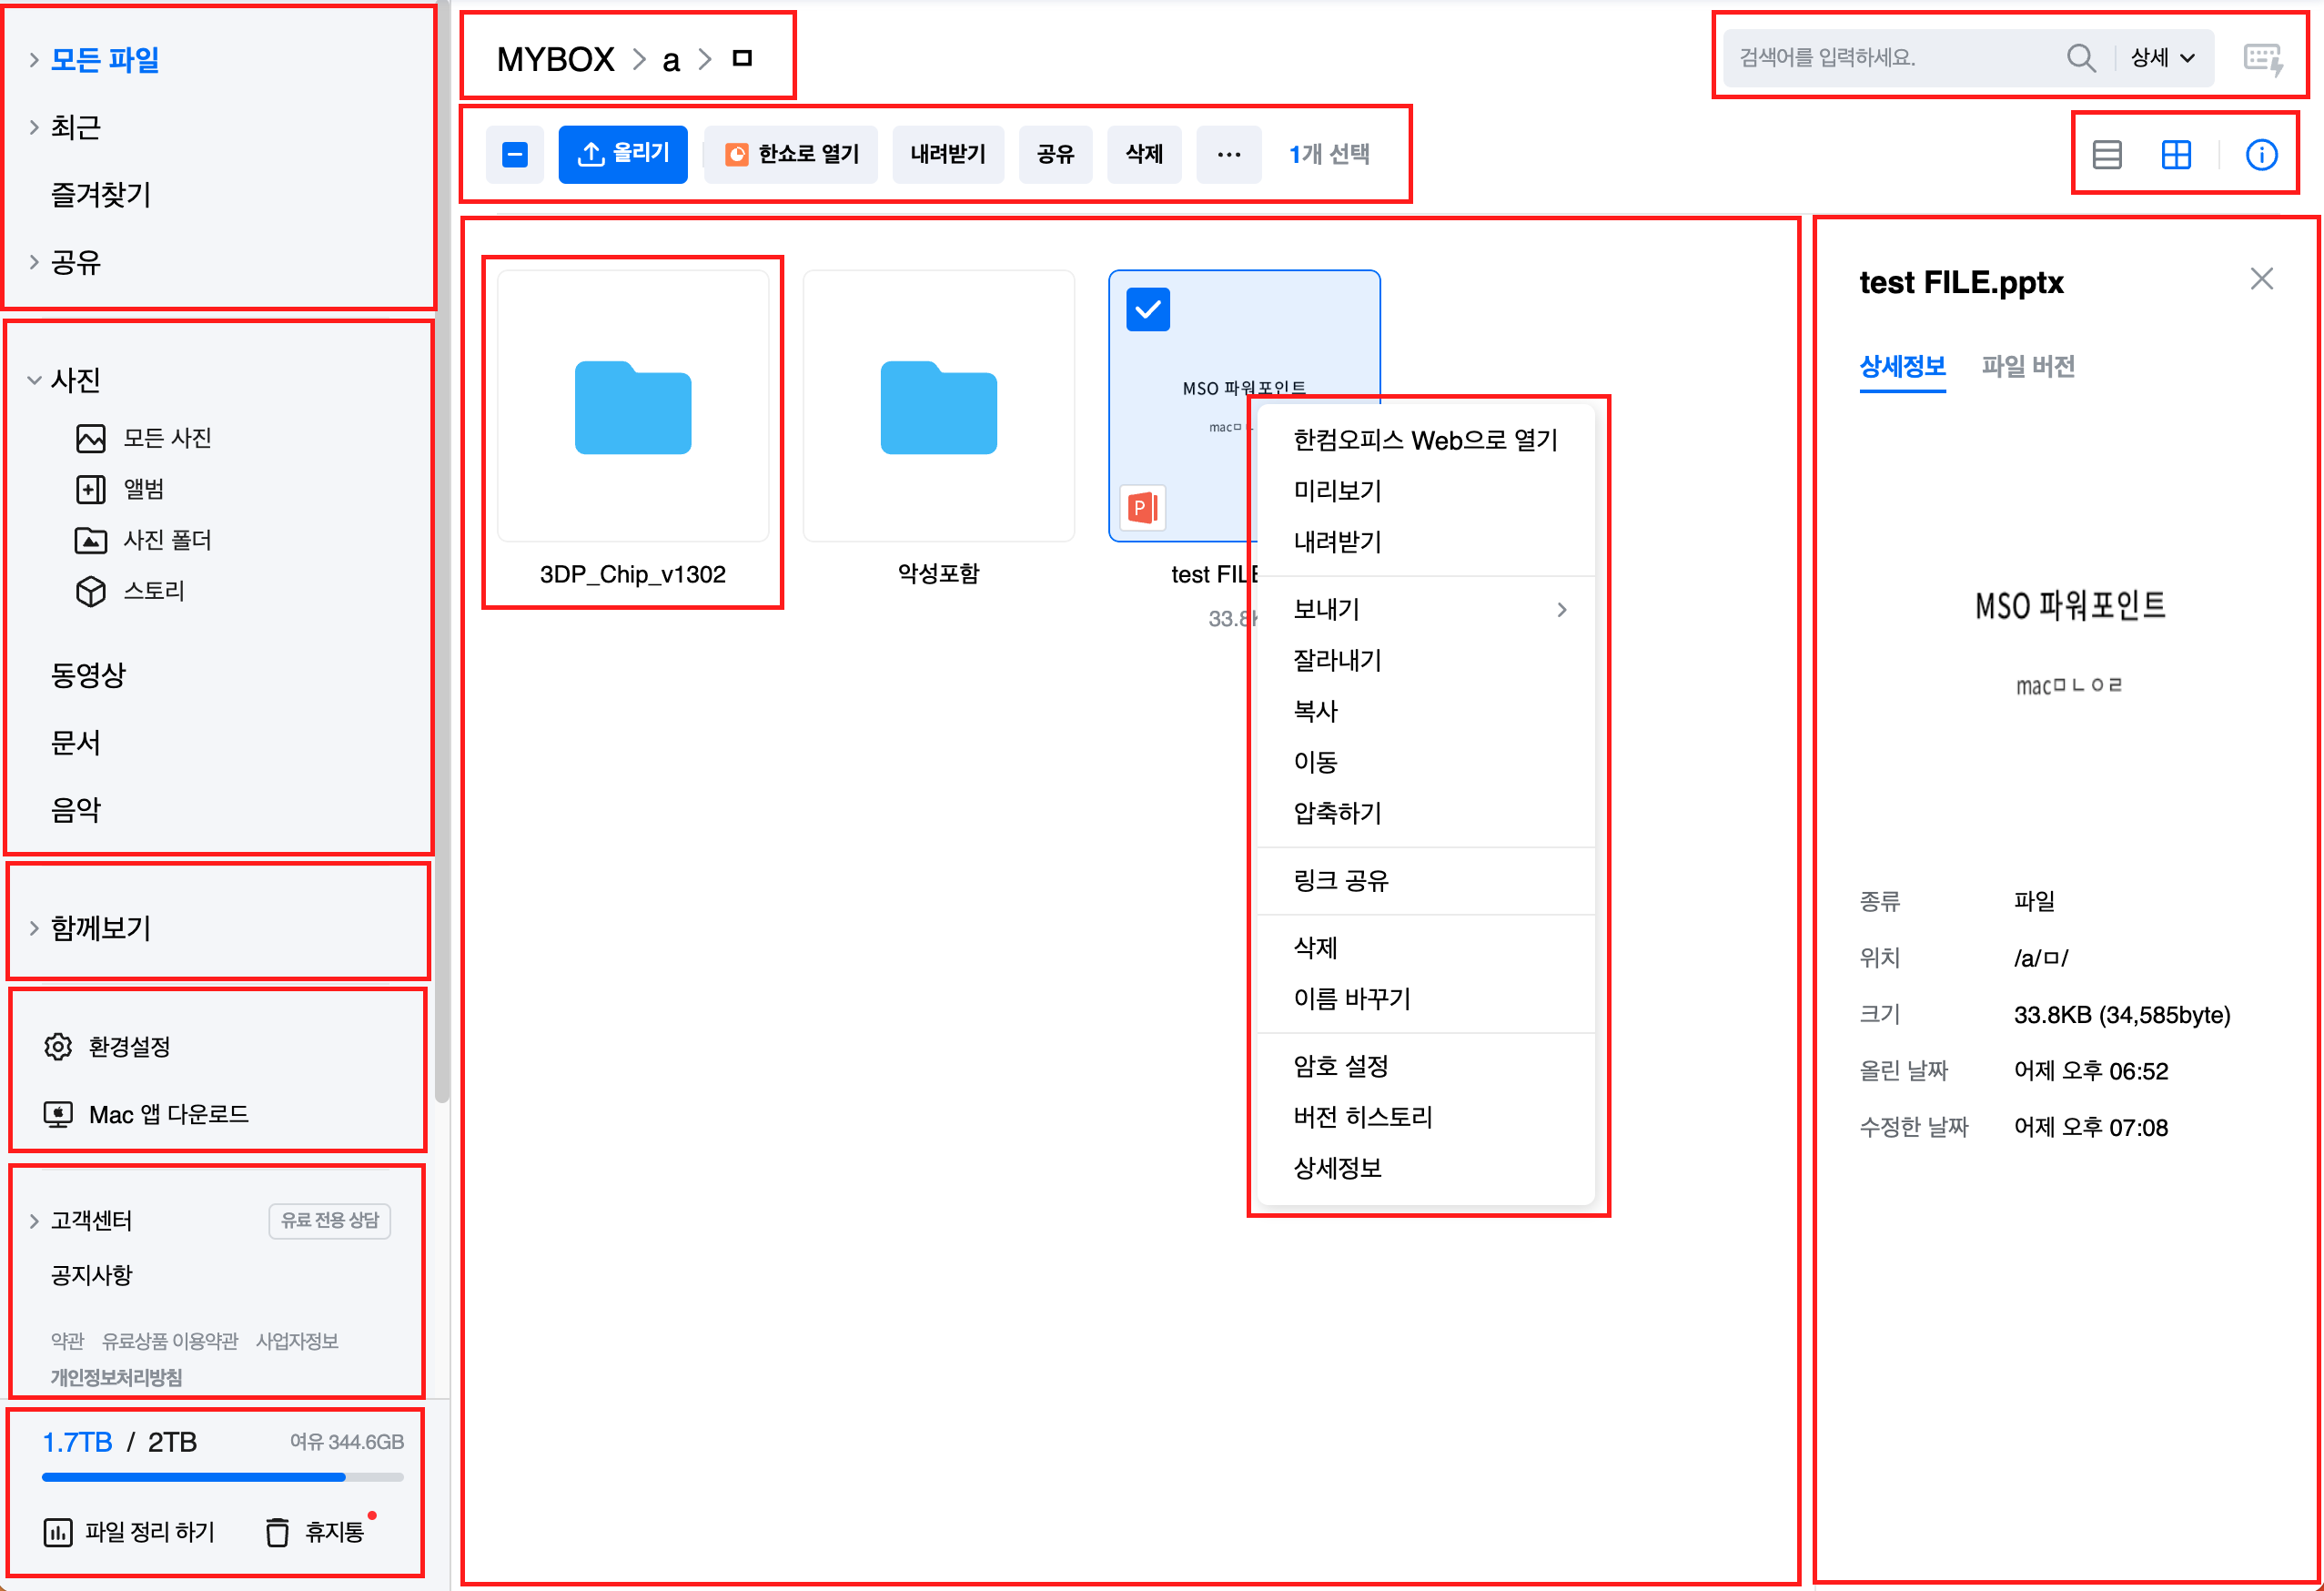 모든 파일
최근
즐겨찾기
공유
사진
모든 사진
앨범
사진 폴더
스토리
동영상
문서
음악
함께보기
환경설정
Mac 앱 다운로드
고객센터
유료 전용 상담
공지사항
약관 유료상품 이용약관 사업자정보
개인정보처리방침
1.7TB / 2TB
여유 344.6GB
파일 정리 하기
휴지통
MYBOX > a > ㅁ
검색어를 입력하세요.
상세
올리기
한쇼로 열기
내려받기
공유
삭제
1개 선택
3DP_Chip_v1302
악성포함
MSO 파워포인트
macㅁㄴ
P
test FILE
33.8K
한컴오피스 Web으로 열기
미리보기
내려받기
보내기
잘라내기
복사
이동
압축하기
링크 공유
삭제
이름 바꾸기
암호 설정
버전 히스토리
상세정보
test FILE.pptx
상세정보 파일 버전
MSO 파워포인트
macㅁㄴㅇㄹ
종류 파일
위치 /a/ㅁ/
크기 33.8KB (34,585byte)
올린 날짜 어제 오후 06:52
수정한 날짜 어제 오후 07:08